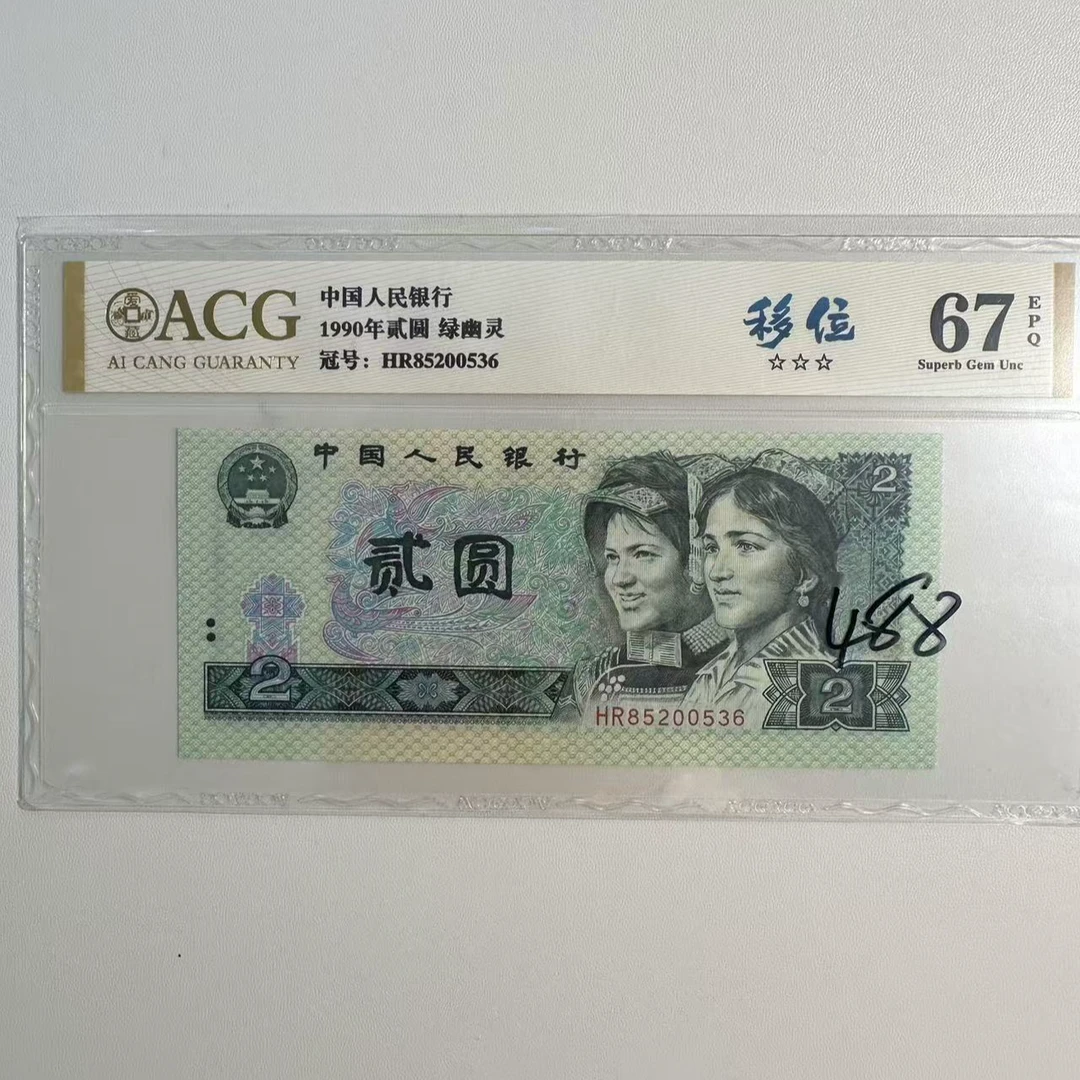 ACG
AI CANG GUARANTY
中国人民银行
1990年贰圆 绿幽灵
冠号：HR85200536
移位
☆☆☆
67
EPQ
Superb Gem Unc
中国人民银行
2
贰圆
488
2
2
HR85200536